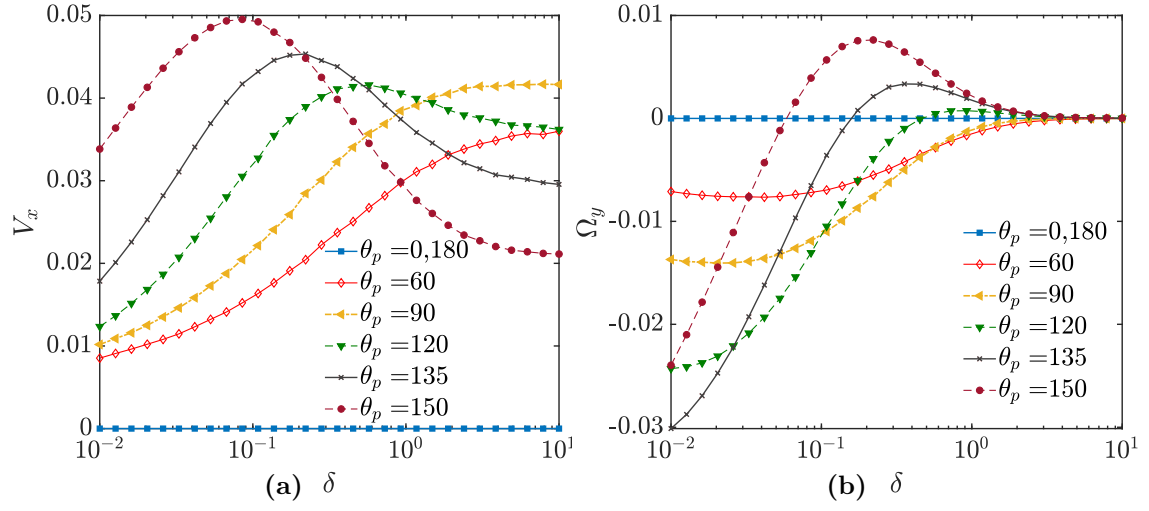 0.05
0.04
0.03
0.02
0.01
0
V_x
10^{-2}
10^{-1}
10^{0}
10^{1}
θ_p =0,180
θ_p =60
θ_p =90
θ_p =120
θ_p =135
θ_p =150
(a) δ
0.01
0
-0.01
-0.02
-0.03
Ω_y
10^{-2}
10^{-1}
10^{0}
10^{1}
θ_p =0,180
θ_p =60
θ_p =90
θ_p =120
θ_p =135
θ_p =150
(b) δ